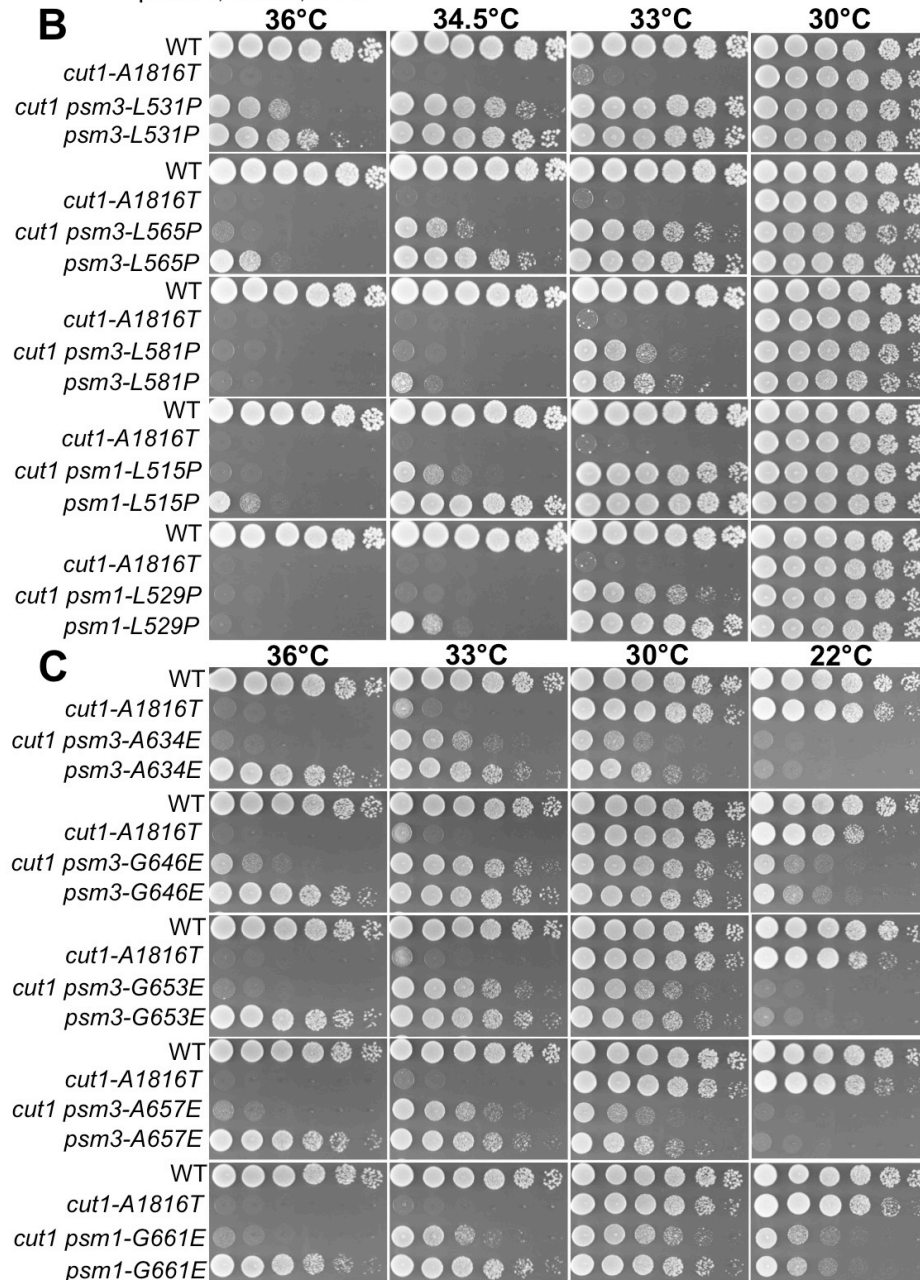 B
36°C 34.5°C 33°C 30°C
WT
cut1-A1816T
cut1 psm3-L531P
psm3-L531P
WT
cut1-A1816T
cut1 psm3-L565P
psm3-L565P
WT
cut1-A1816T
cut1 psm3-L581P
psm3-L581P
WT
cut1-A1816T
cut1 psm1-L515P
psm1-L515P
WT
cut1-A1816T
cut1 psm1-L529P
psm1-L529P
C
36°C 33°C 30°C 22°C
WT
cut1-A1816T
cut1 psm3-A634E
psm3-A634E
WT
cut1-A1816T
cut1 psm3-G646E
psm3-G646E
WT
cut1-A1816T
cut1 psm3-G653E
psm3-G653E
WT
cut1-A1816T
cut1 psm3-A657E
psm3-A657E
WT
cut1-A1816T
cut1 psm1-G661E
psm1-G661E